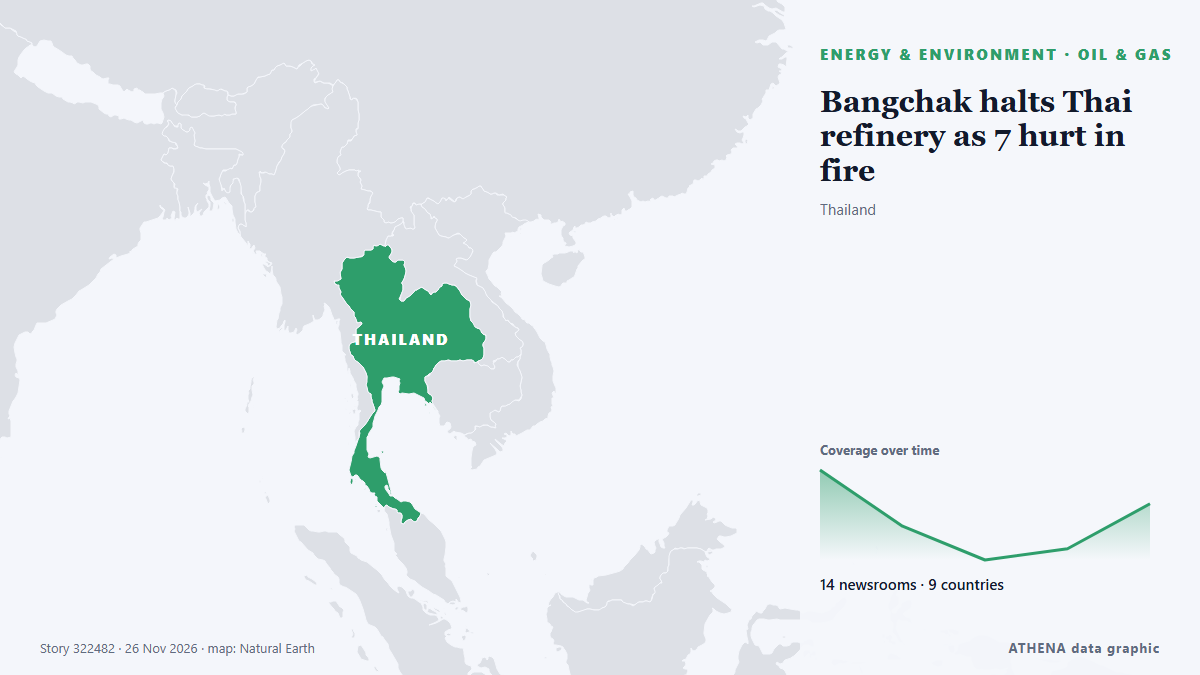 ENERGY & ENVIRONMENT · OIL & GAS
Bangchak halts Thai
refinery as 7 hurt in
fire
Thailand
THAILAND
Coverage over time
14 newsrooms · 9 countries
Story 322482 · 26 Nov 2026 · map: Natural Earth
ATHENA data graphic